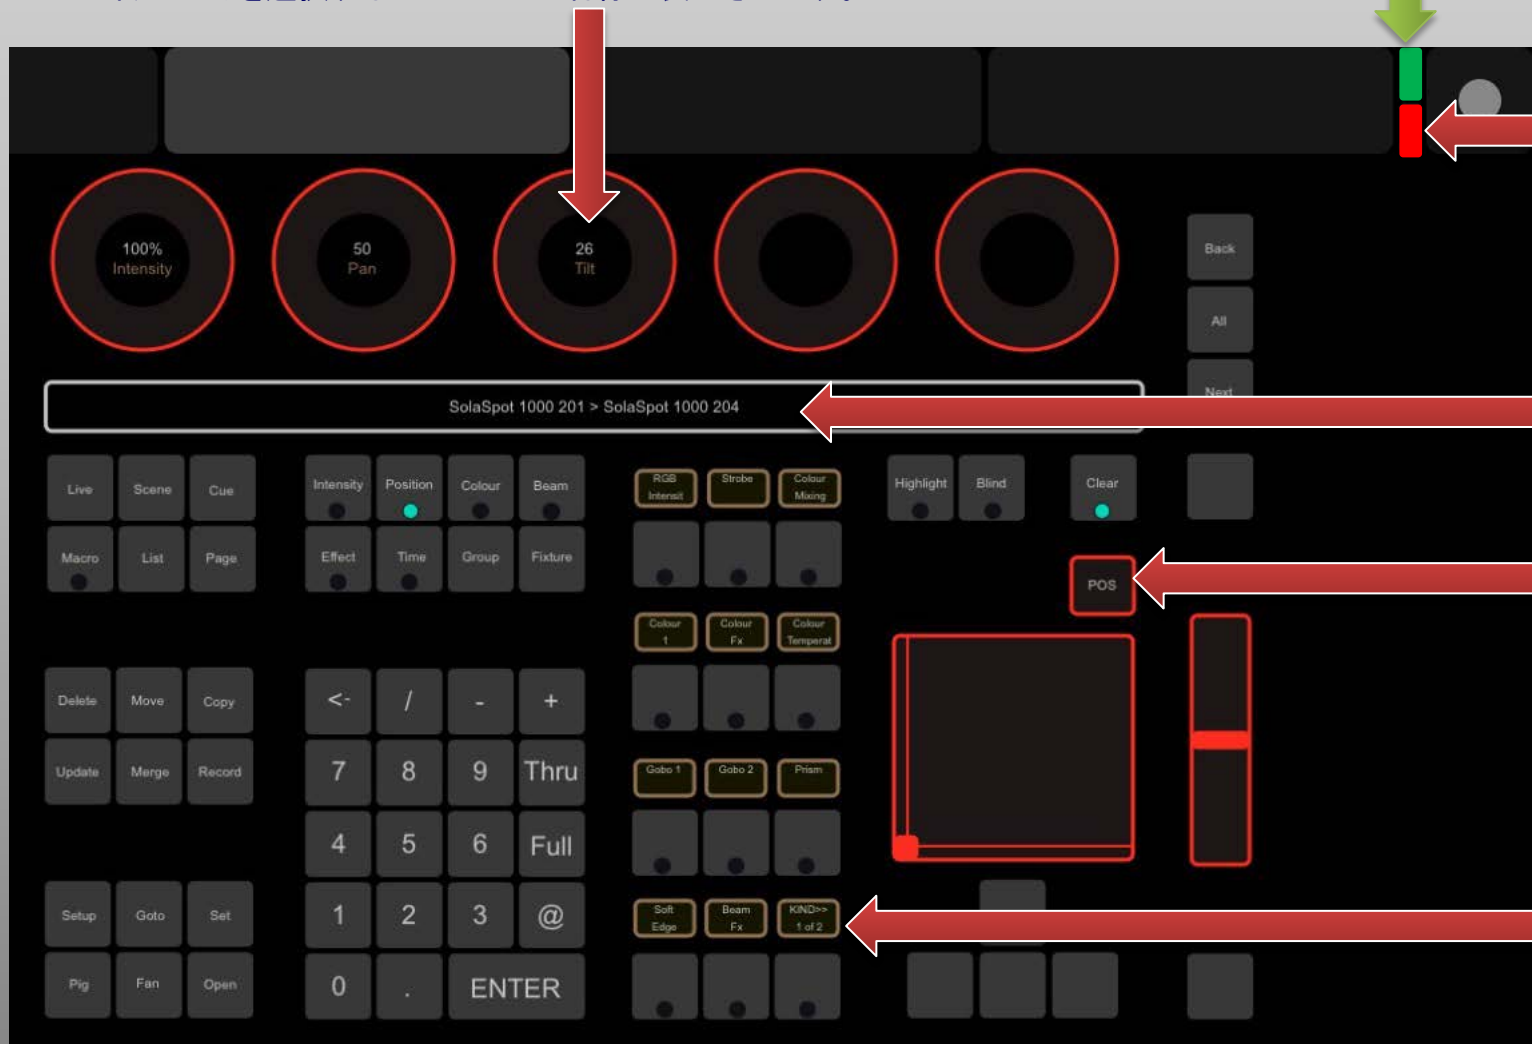 100%
Intensity
50
Pan
26
Tilt
Back
All
Next
SolaSpot 1000 201 > SolaSpot 1000 204
Live Scene Cue
Macro List Page
Intensity Position Colour Beam
Effect Time Group Fixture
RGB Strobe Colour
Intensit Mixing
Highlight Blind Clear
POS
Colour Colour Colour
1 Fx Temperat
Delete Move Copy
Update Merge Record
<- / - +
7 8 9 Thru
4 5 6 Full
1 2 3 @
0 . ENTER
Gobo 1 Gobo 2 Prism
Soft Beam KIND>>
Edge Fx 1 of 2
Setup Goto Set
Pig Fan Open